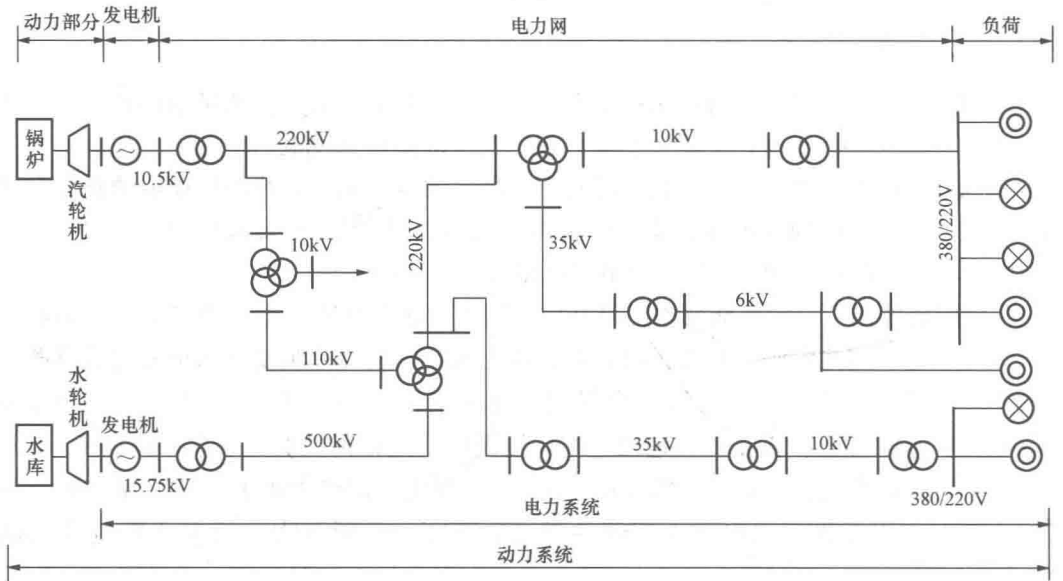 动力部分
发电机
电力网
负荷
锅炉
汽轮机
10.5kV
220kV
10kV
10kV
35kV
220kV
380/220V
6kV
110kV
水轮机
发电机
水库
15.75kV
500kV
35kV
10kV
380/220V
电力系统
动力系统